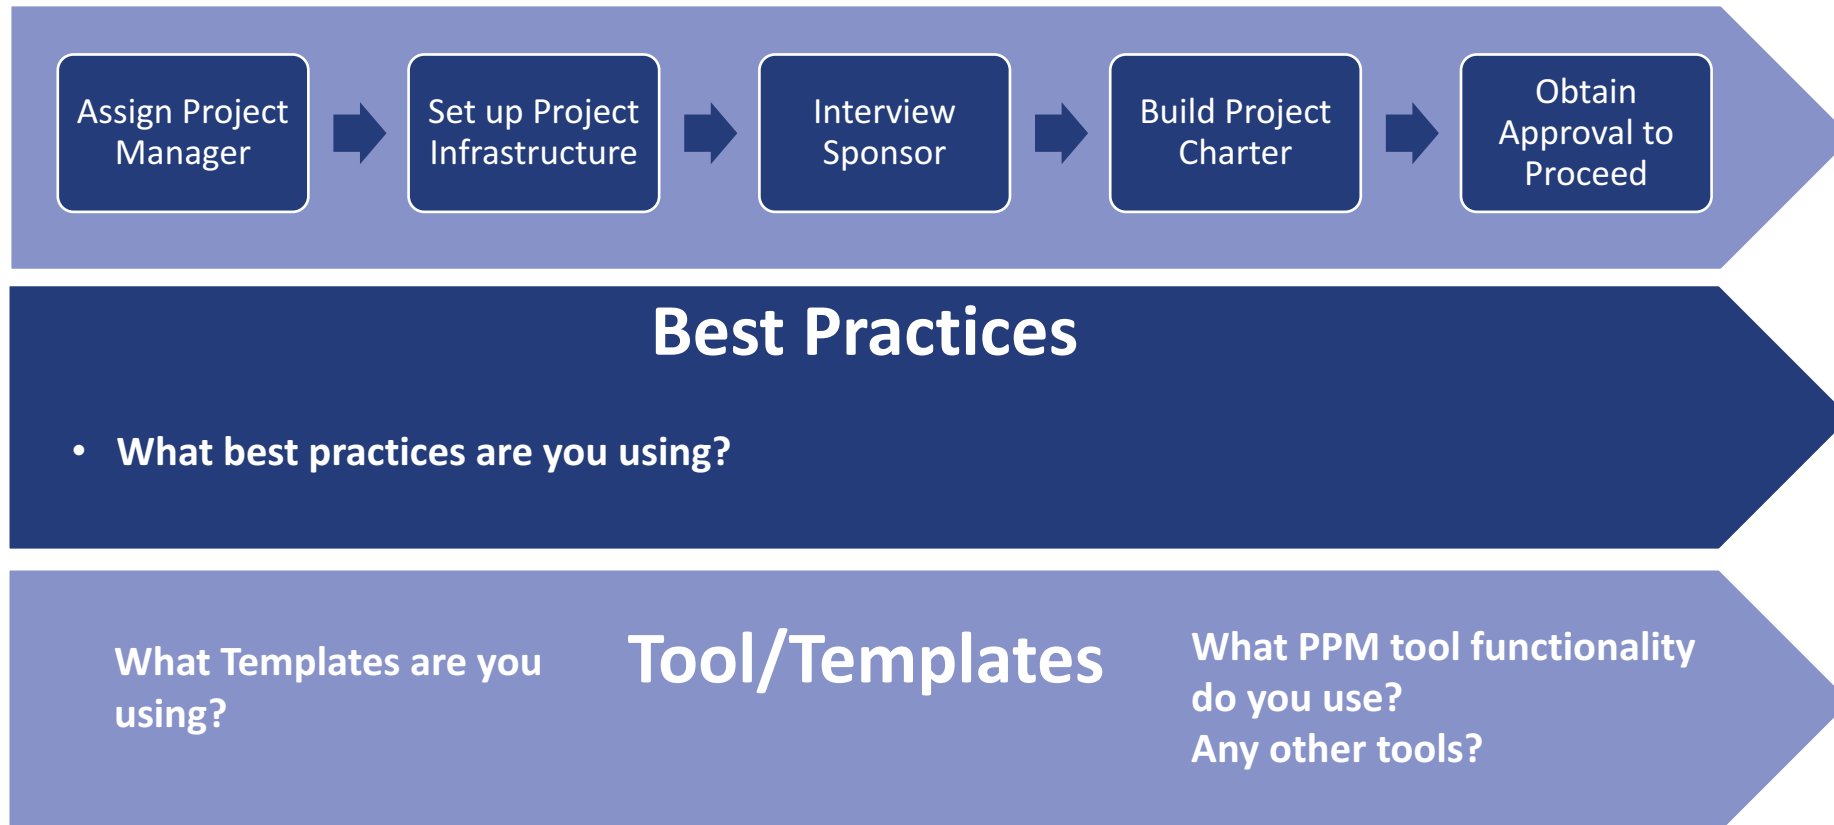 Assign Project
Manager
Set up Project
Infrastructure
Interview
Sponsor
Build Project
Charter
Obtain
Approval to
Proceed
Best Practices
• What best practices are you using?
What Templates are you
using?
Tool/Templates
What PPM tool functionality
do you use?
Any other tools?